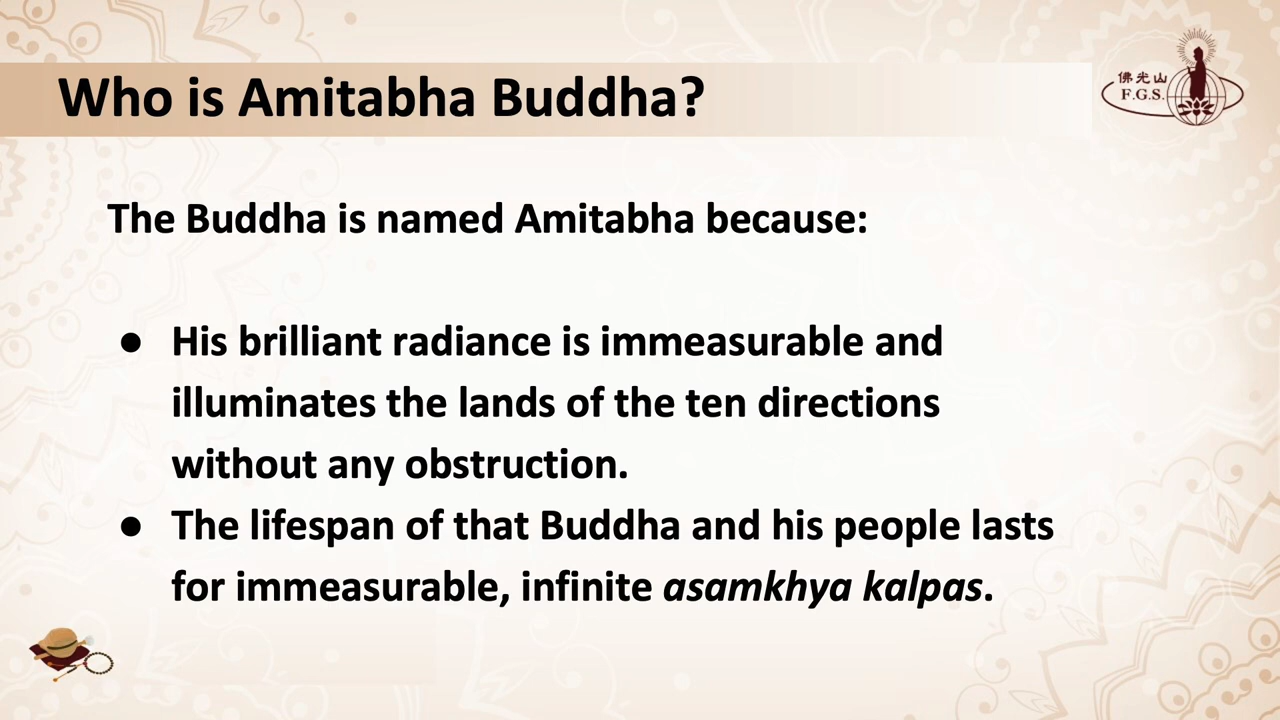 Who is Amitabha Buddha?
佛光山
F.G.S.
The Buddha is named Amitabha because:
● His brilliant radiance is immeasurable and
illuminates the lands of the ten directions
without any obstruction.
● The lifespan of that Buddha and his people lasts
for immeasurable, infinite asamkhya kalpas.